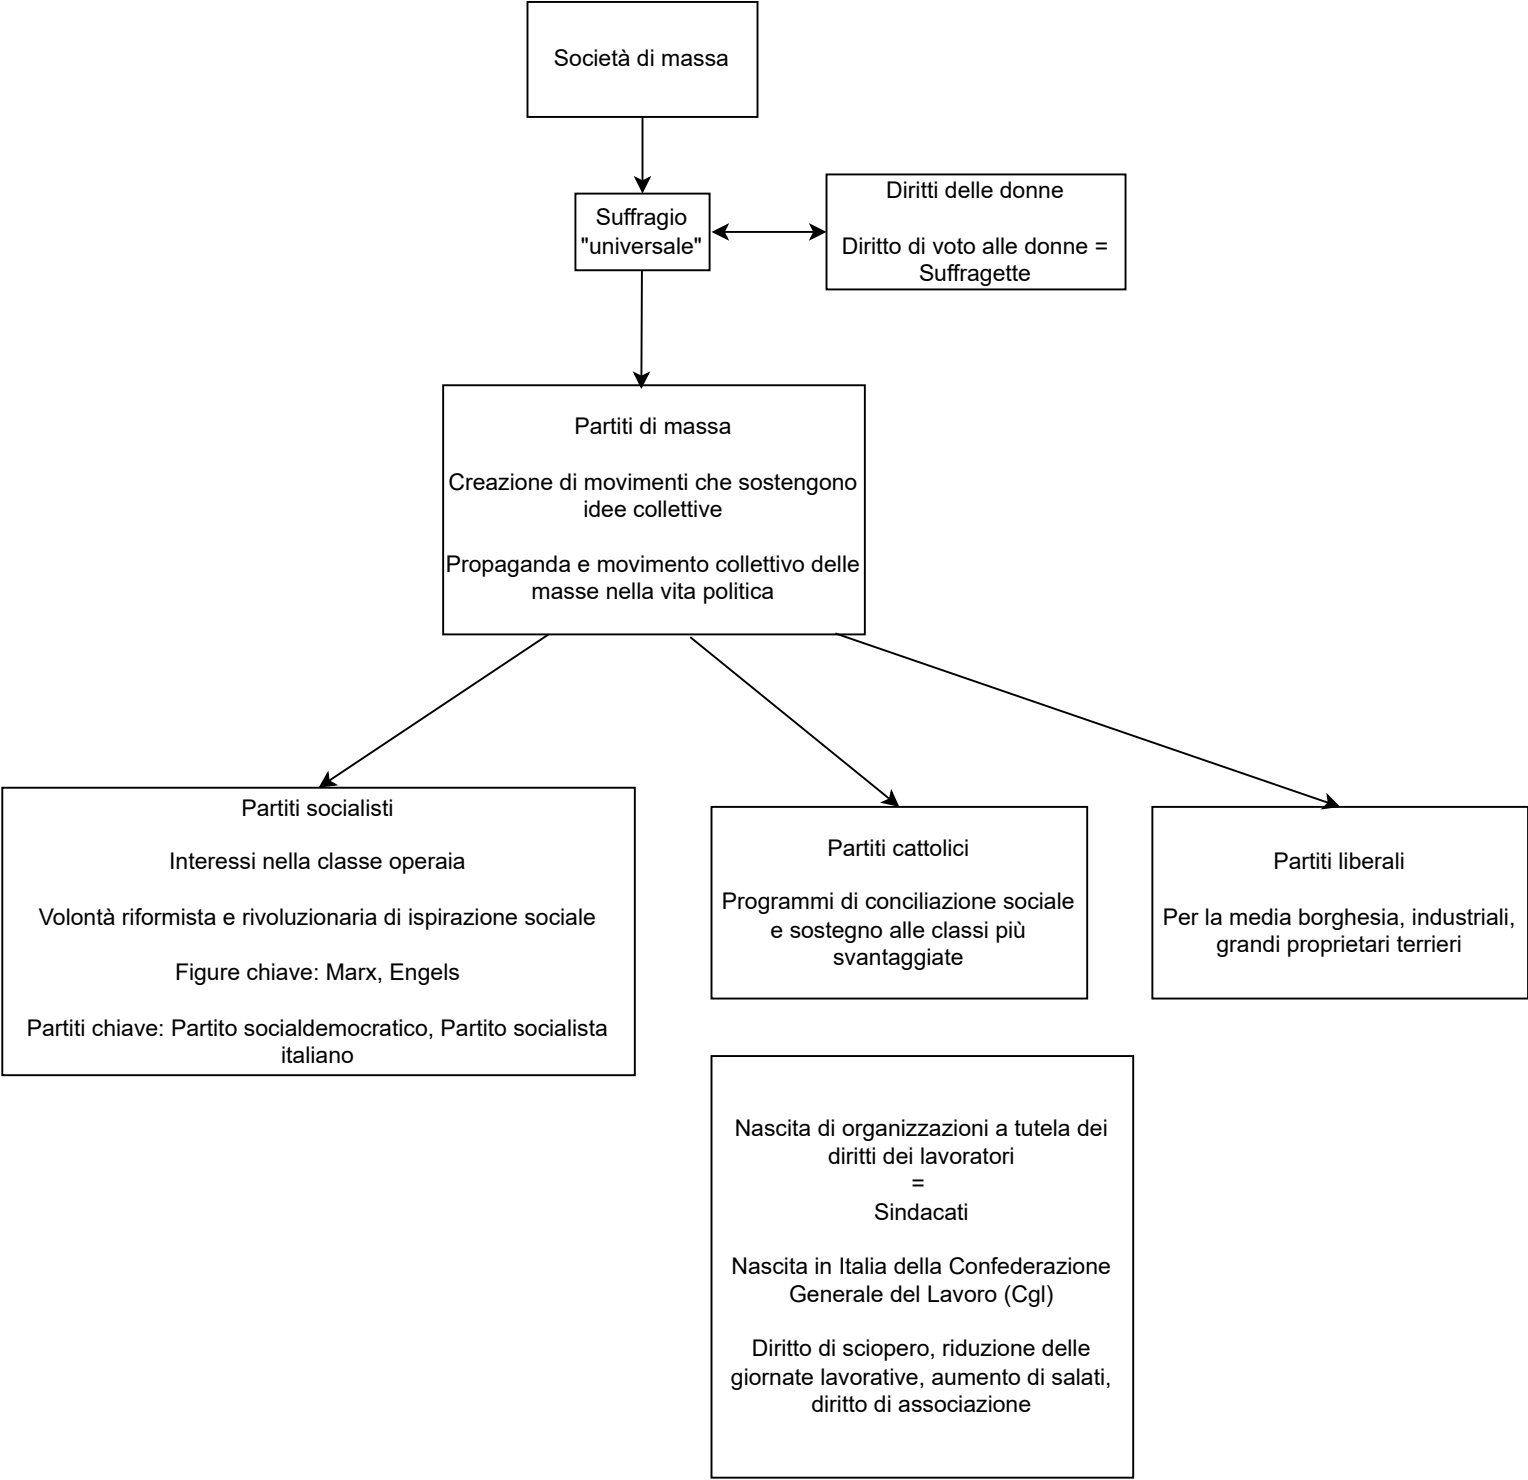 Società di massa
Suffragio
"universale"
Diritti delle donne
Diritto di voto alle donne =
Suffragette
Partiti di massa
Creazione di movimenti che sostengono
idee collettive
Propaganda e movimento collettivo delle
masse nella vita politica
Partiti socialisti
Interessi nella classe operaia
Volontà riformista e rivoluzionaria di ispirazione sociale
Figure chiave: Marx, Engels
Partiti chiave: Partito socialdemocratico, Partito socialista
italiano
Partiti cattolici
Programmi di conciliazione sociale
e sostegno alle classi più
svantaggiate
Partiti liberali
Per la media borghesia, industriali,
grandi proprietari terrieri
Nascita di organizzazioni a tutela dei
diritti dei lavoratori
=
Sindacati
Nascita in Italia della Confederazione
Generale del Lavoro (Cgl)
Diritto di sciopero, riduzione delle
giornate lavorative, aumento di salati,
diritto di associazione